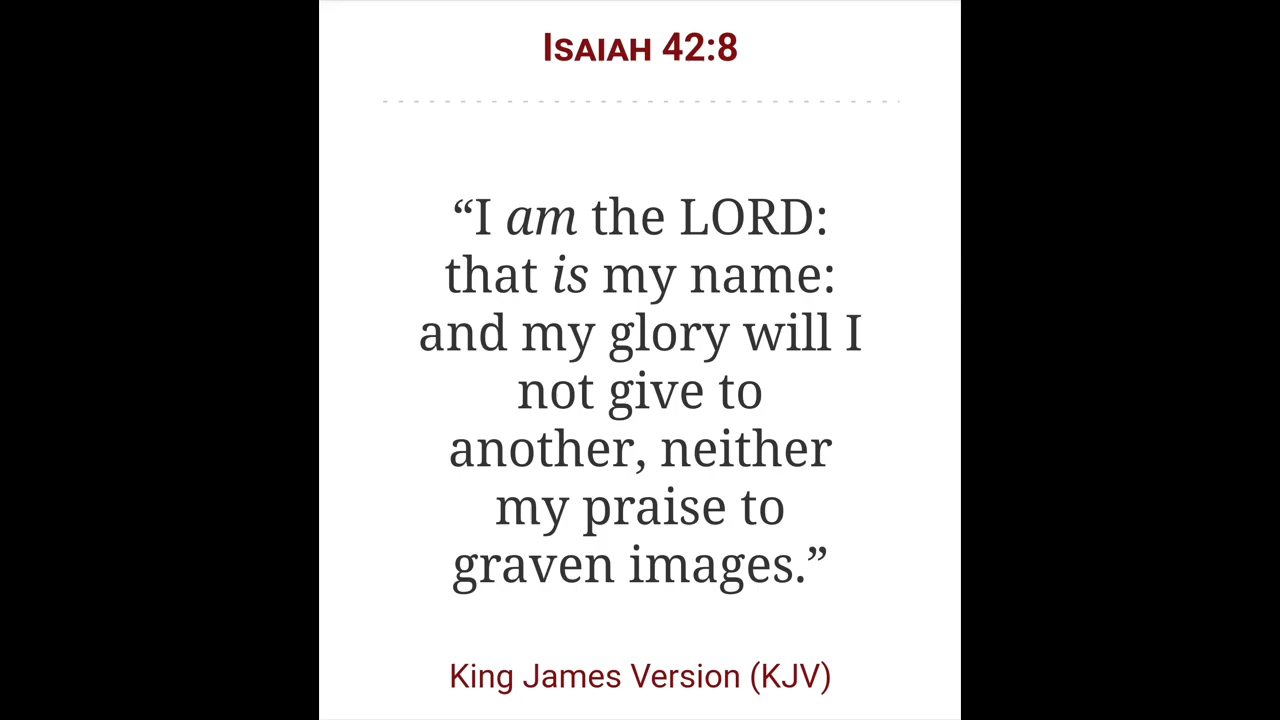 Isaiah 42:8
“I am the LORD:
that is my name:
and my glory will I
not give to
another, neither
my praise to
graven images.”
King James Version (KJV)